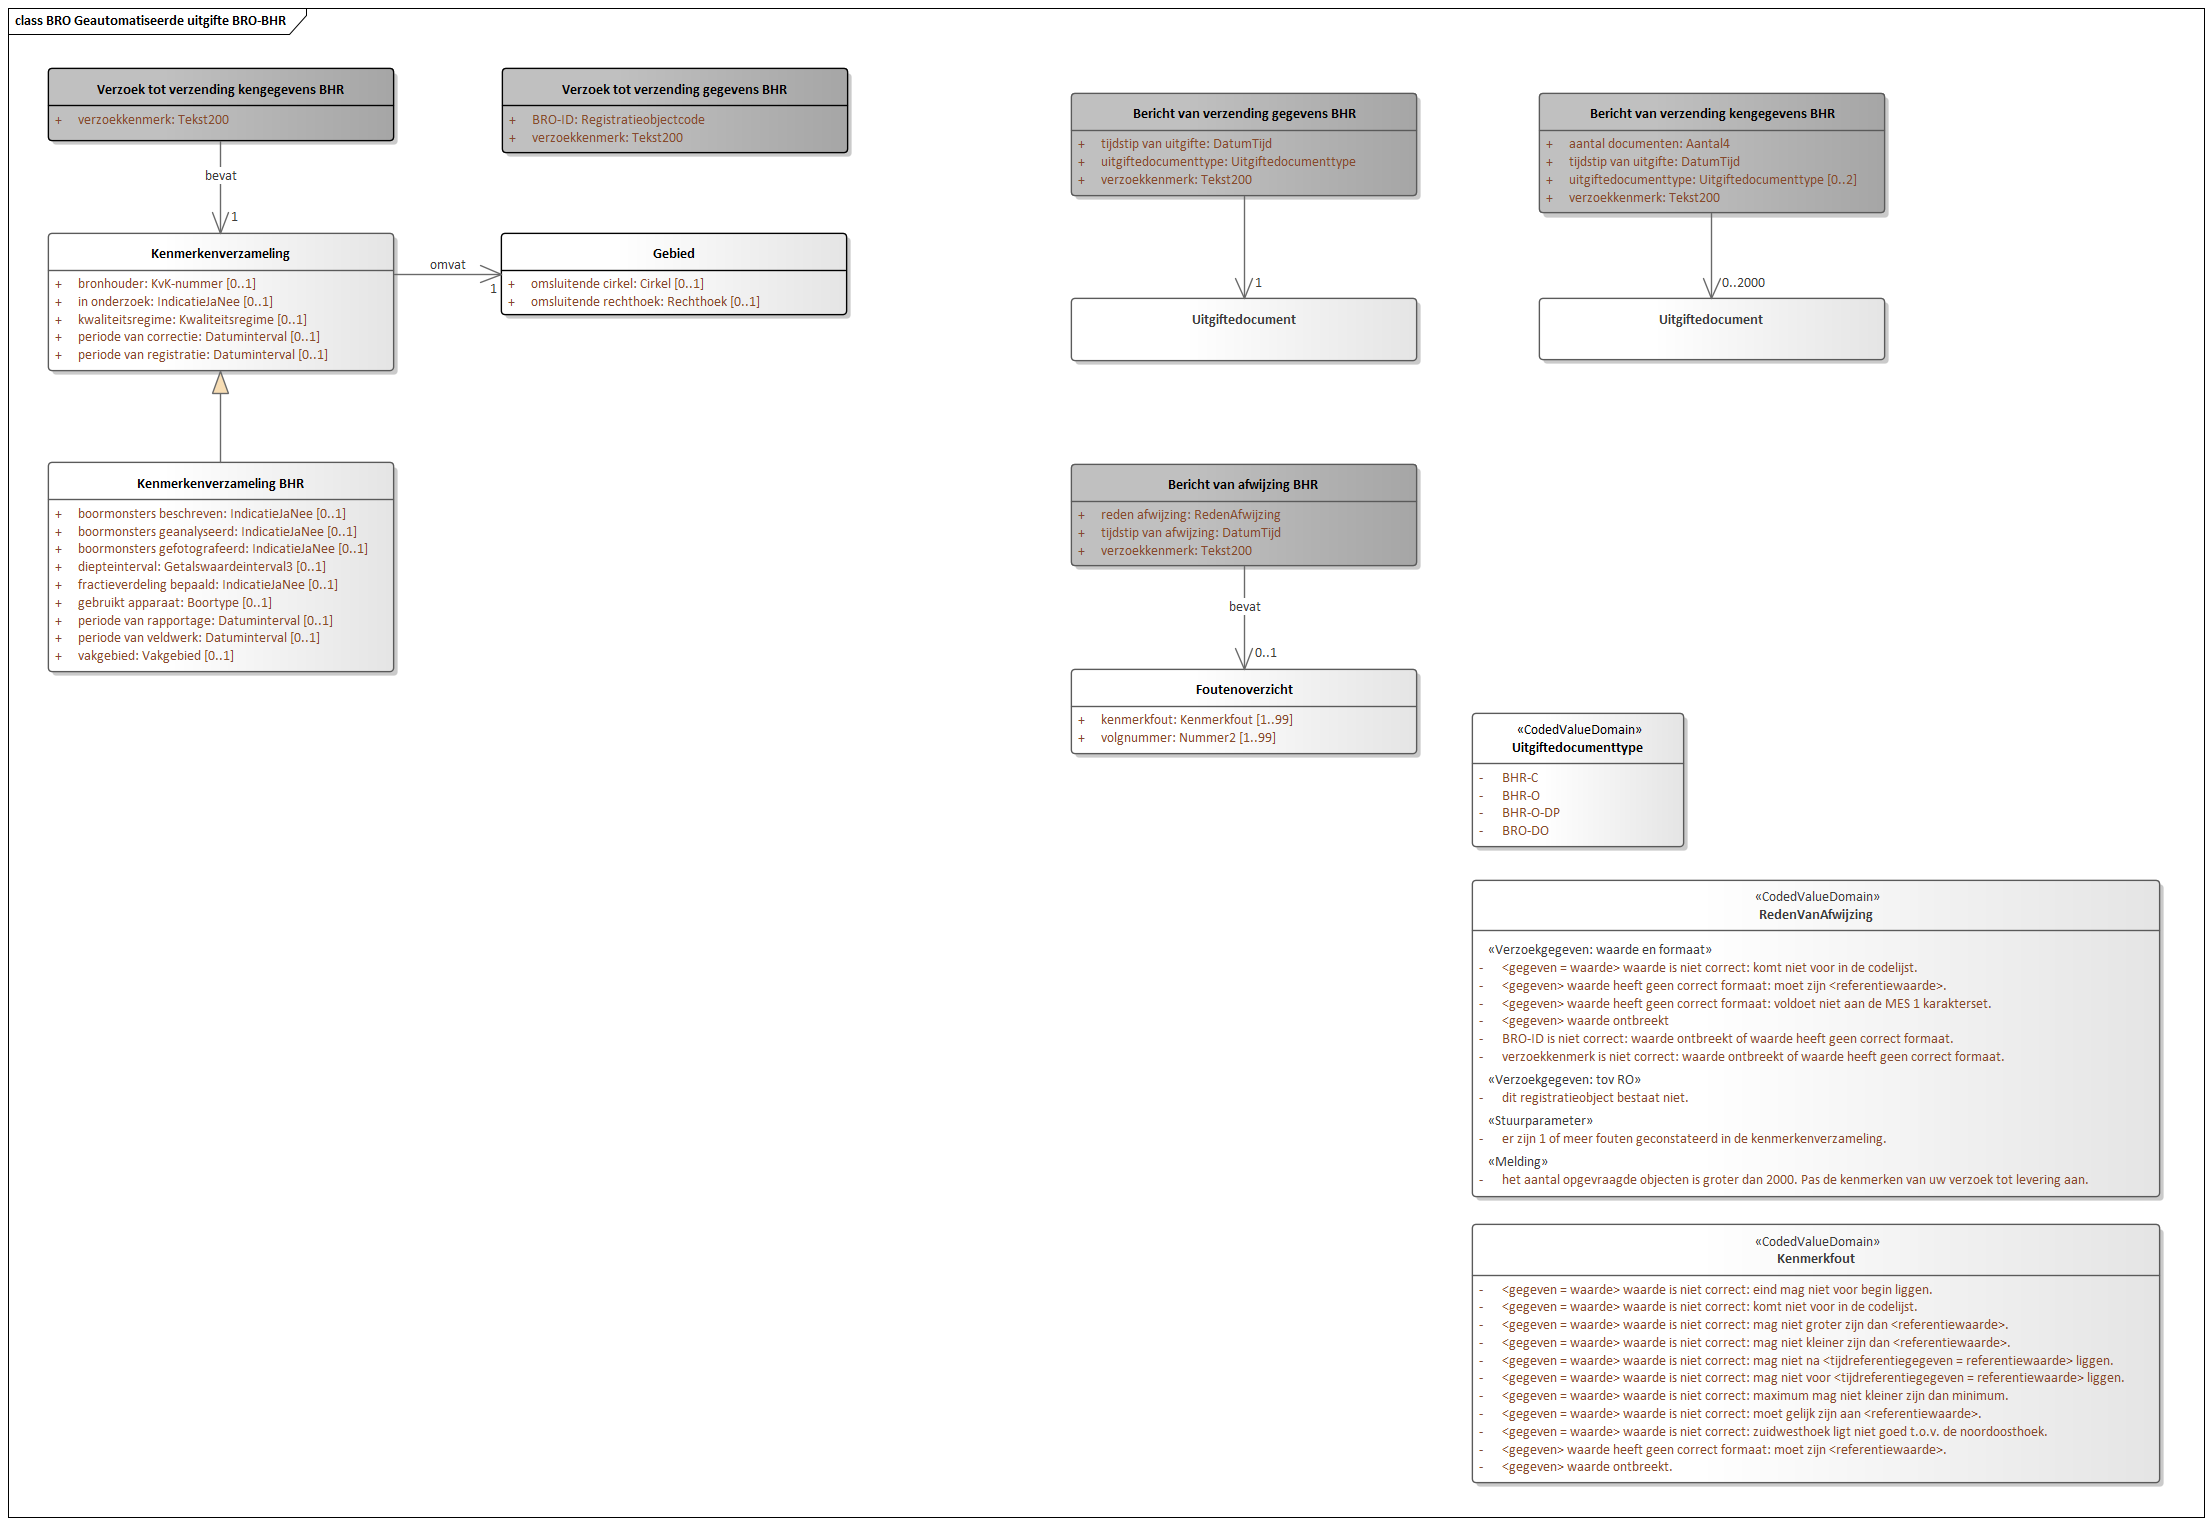 class BRO Geautomatiseerde uitgifte BRO-BHR
Verzoek tot verzending kengegevens BHR
+ verzoekkenmerk: Tekst200
bevat
1
Kenmerkenverzameling
+ bronhouder: KvK-nummer [0..1]
+ in onderzoek: IndicatieJaNee [0..1]
+ kwaliteitsregime: Kwaliteitsregime [0..1]
+ periode van correctie: Datuminterval [0..1]
+ periode van registratie: Datuminterval [0..1]
omvat
1
Kenmerkenverzameling BHR
+ boormonsters beschreven: IndicatieJaNee [0..1]
+ boormonsters geanalyseerd: IndicatieJaNee [0..1]
+ boormonsters gefotografeerd: IndicatieJaNee [0..1]
+ diepteinterval: Getalswaardeinterval3 [0..1]
+ fractieverdeling bepaald: IndicatieJaNee [0..1]
+ gebruikt apparaat: Boortype [0..1]
+ periode van rapportage: Datuminterval [0..1]
+ periode van veldwerk: Datuminterval [0..1]
+ vakgebied: Vakgebied [0..1]
Verzoek tot verzending gegevens BHR
+ BRO-ID: Registratieobjectcode
+ verzoekkenmerk: Tekst200
Gebied
+ omsluitende cirkel: Cirkel [0..1]
+ omsluitende rechthoek: Rechthoek [0..1]
Bericht van verzending gegevens BHR
+ tijdstip van uitgifte: DatumTijd
+ uitgiftedocumenttype: Uitgiftedocumenttype
+ verzoekkenmerk: Tekst200
1
Uitgiftedocument
Bericht van verzending kengegevens BHR
+ aantal documenten: Aantal4
+ tijdstip van uitgifte: DatumTijd
+ uitgiftedocumenttype: Uitgiftedocumenttype [0..2]
+ verzoekkenmerk: Tekst200
0..2000
Uitgiftedocument
Bericht van afwijzing BHR
+ reden afwijzing: RedenAfwijzing
+ tijdstip van afwijzing: DatumTijd
+ verzoekkenmerk: Tekst200
bevat
0..1
Foutenoverzicht
+ kenmerkfout: Kenmerkfout [1..99]
+ volgnummer: Nummer2 [1..99]
«CodedValueDomain»
Uitgiftedocumenttype
- BHR-C
- BHR-O
- BHR-O-DP
- BRO-DO
«CodedValueDomain»
RedenVanAfwijzing
«Verzoekgegeven: waarde en formaat»
- <gegeven = waarde> waarde is niet correct: komt niet voor in de codelijst.
- <gegeven> waarde heeft geen correct formaat: moet zijn <referentiewaarde>.
- <gegeven> waarde heeft geen correct formaat: voldoet niet aan de MES 1 karakterset.
- <gegeven> waarde ontbreekt
- BRO-ID is niet correct: waarde ontbreekt of waarde heeft geen correct formaat.
- verzoekkenmerk is niet correct: waarde ontbreekt of waarde heeft geen correct formaat.
«Verzoekgegeven: tov RO»
- dit registratieobject bestaat niet.
«Stuurparameter»
- er zijn 1 of meer fouten geconstateerd in de kenmerkenverzameling.
«Melding»
- het aantal opgevraagde objecten is groter dan 2000. Pas de kenmerken van uw verzoek tot levering aan.
«CodedValueDomain»
Kenmerkfout
- <gegeven = waarde> waarde is niet correct: eind mag niet voor begin liggen.
- <gegeven = waarde> waarde is niet correct: komt niet voor in de codelijst.
- <gegeven = waarde> waarde is niet correct: mag niet groter zijn dan <referentiewaarde>.
- <gegeven = waarde> waarde is niet correct: mag niet kleiner zijn dan <referentiewaarde>.
- <gegeven = waarde> waarde is niet correct: mag niet na <tijdreferentiegegeven = referentiewaarde> liggen.
- <gegeven = waarde> waarde is niet correct: mag niet voor <tijdreferentiegegeven = referentiewaarde> liggen.
- <gegeven = waarde> waarde is niet correct: maximum mag niet kleiner zijn dan minimum.
- <gegeven = waarde> waarde is niet correct: moet gelijk zijn aan <referentiewaarde>.
- <gegeven = waarde> waarde is niet correct: zuidwesthoek ligt niet goed t.o.v. de noordoosthoek.
- <gegeven> waarde heeft geen correct formaat: moet zijn <referentiewaarde>.
- <gegeven> waarde ontbreekt.